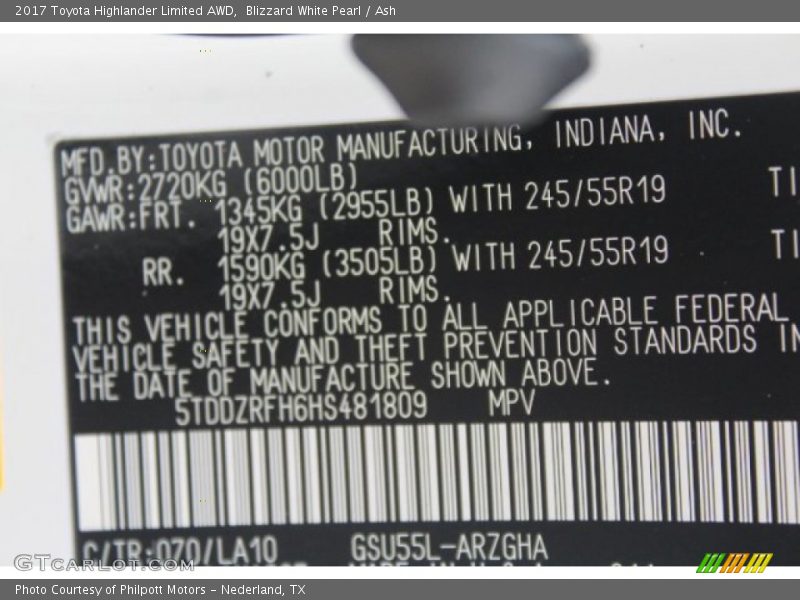 2017 Toyota Highlander Limited AWD,  Blizzard White Pearl / Ash
MFD.BY:TOYOTA MOTOR MANUFACTURING, INDIANA, INC.
GVWR:2720KG (6000LB)
GAWR:FRT. 1345KG (2955LB) WITH 245/55R19 TI
19X7.5J RIMS.
RR. 1590KG (3505LB) WITH 245/55R19 TI
19X7.5J RIMS.
THIS VEHICLE CONFORMS TO ALL APPLICABLE FEDERAL
VEHICLE SAFETY AND THEFT PREVENTION STANDARDS IN
THE DATE OF MANUFACTURE SHOWN ABOVE.
5TDDZRFH6HS481809 MPV
C/TR:070/LA10 GSU55L-ARZGHA
GTcarlot.com
Photo Courtesy of Philpott Motors - Nederland, TX